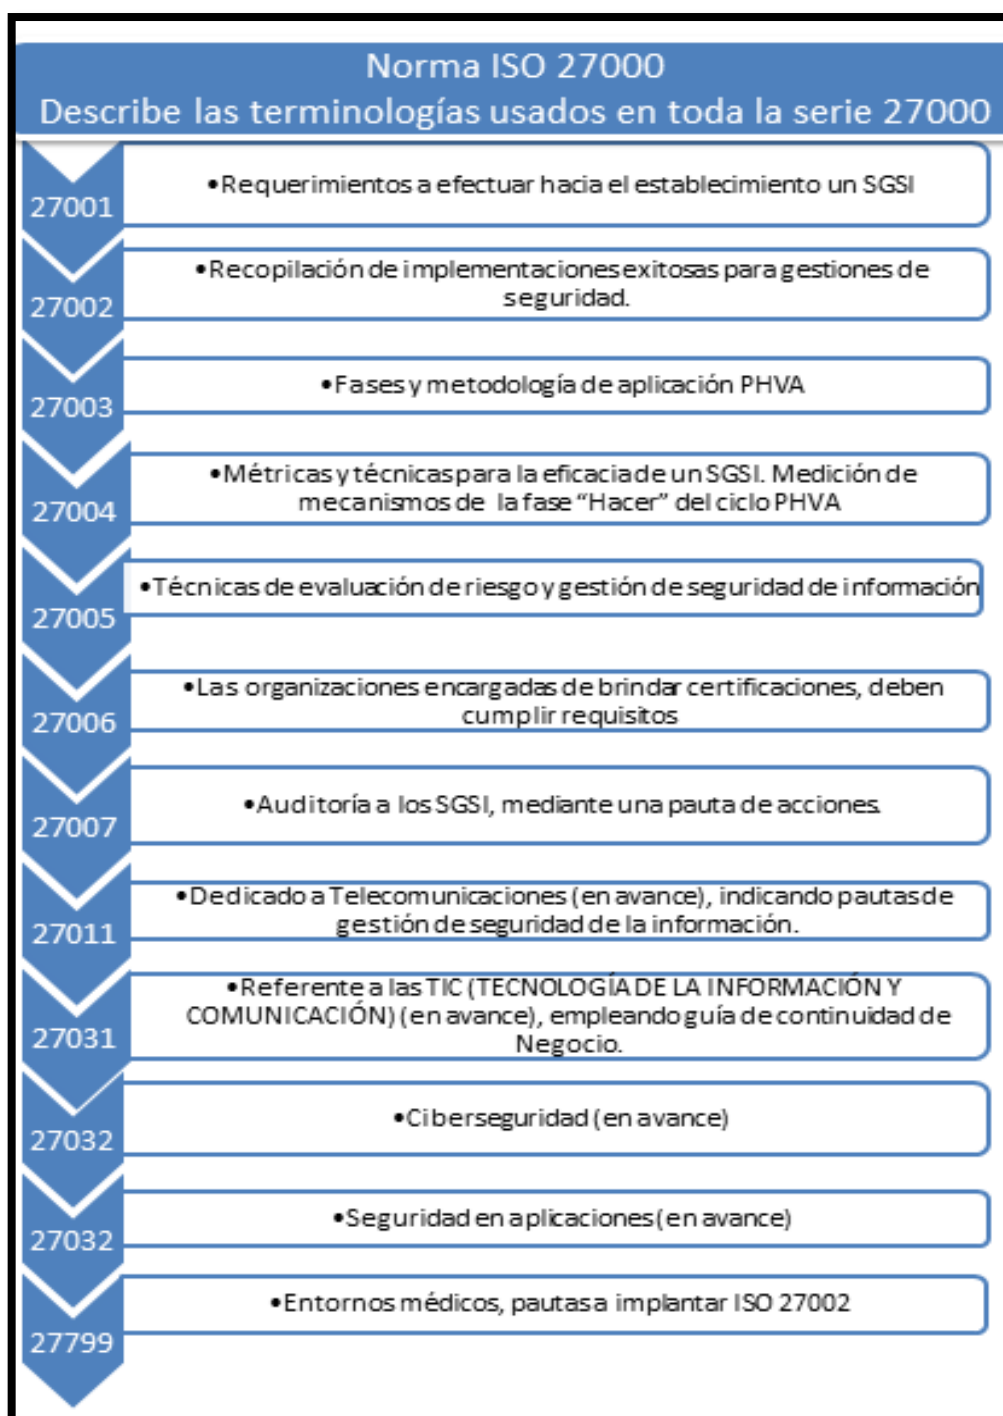 Norma ISO 27000
Describe las terminologías usados en toda la serie 27000
27001
•Requerimientos a efectuar hacia el establecimiento un SGSI
27002
•Recopilación de implementaciones exitosas para gestiones de
seguridad.
27003
•Fases y metodología de aplicación PHVA
27004
•Métricas y técnicas para la eficacia de un SGSI. Medición de
mecanismos de la fase “Hacer” del ciclo PHVA
27005
•Técnicas de evaluación de riesgo y gestión de seguridad de información
27006
•Las organizaciones encargadas de brindar certificaciones, deben
cumplir requisitos
27007
•Auditoría a los SGSI, mediante una pauta de acciones.
27011
•Dedicado a Telecomunicaciones (en avance), indicando pautas de
gestión de seguridad de la información.
27031
•Referente a las TIC (TECNOLOGÍA DE LA INFORMACIÓN Y
COMUNICACIÓN) (en avance), empleando guía de continuidad de
Negocio.
27032
•Ciberseguridad (en avance)
27032
•Seguridad en aplicaciones (en avance)
27799
•Entornos médicos, pautas a implantar ISO 27002